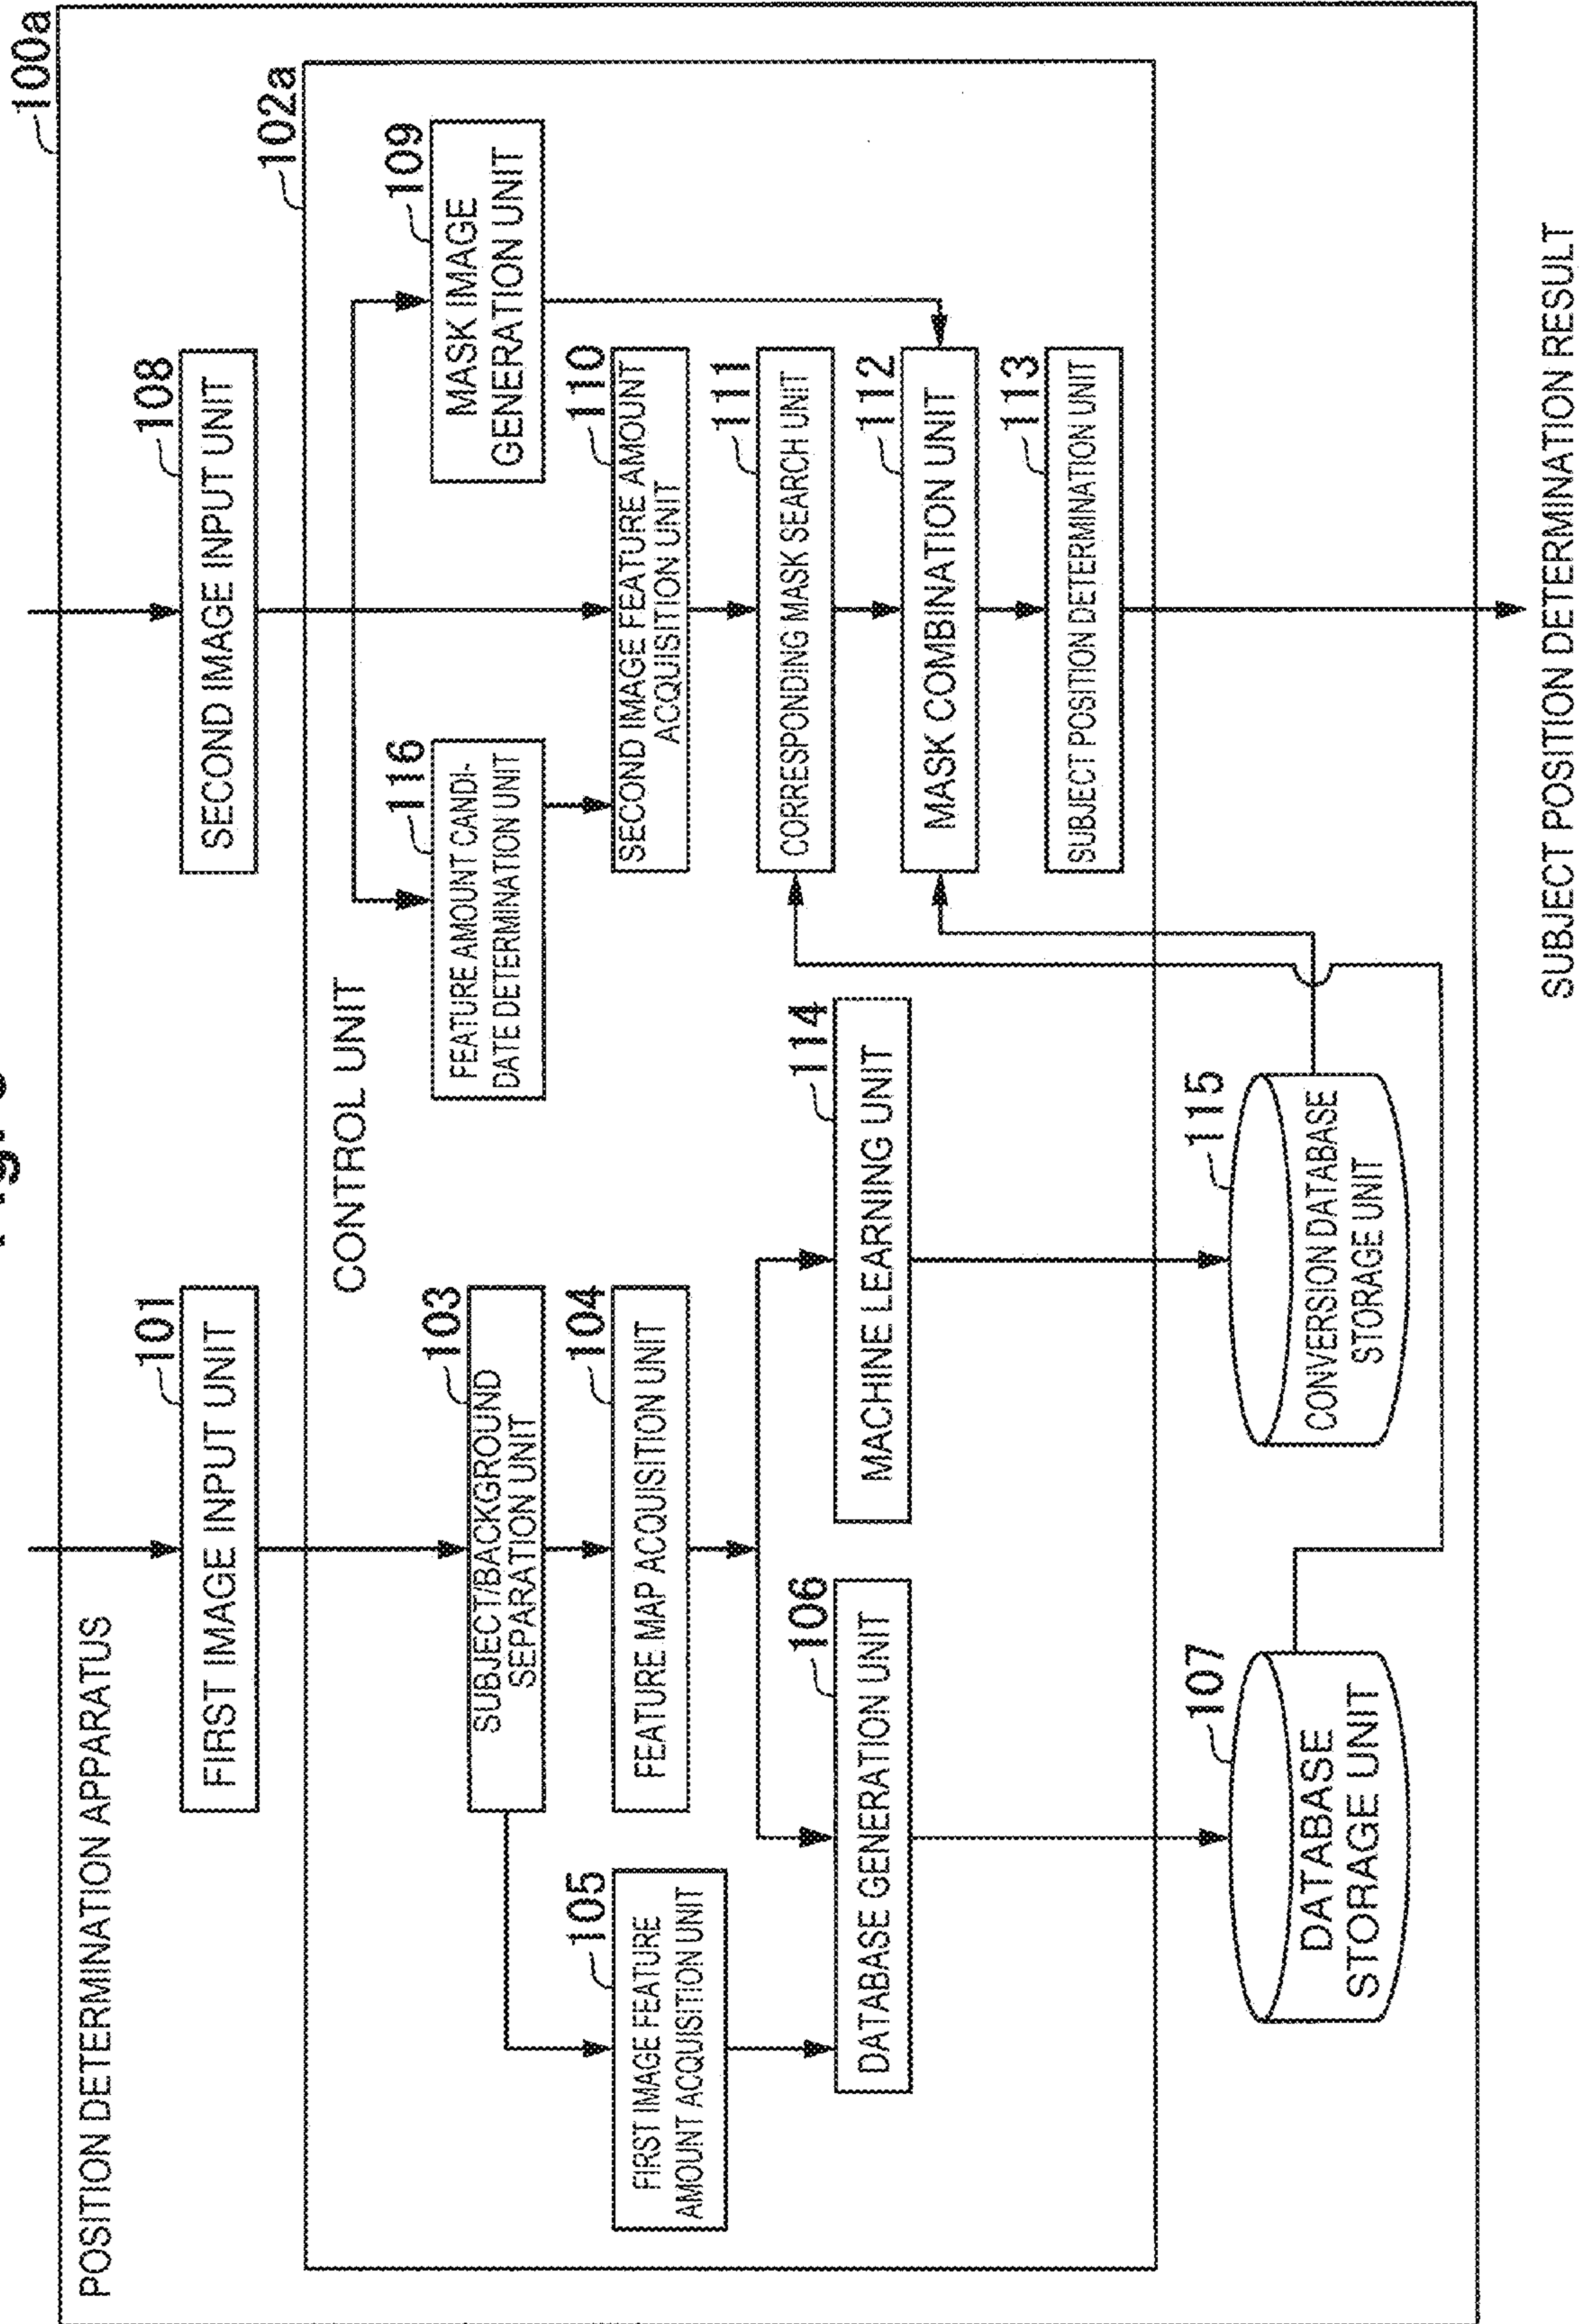 100a
POSITION DETERMINATION APPARATUS
101
FIRST IMAGE INPUT UNIT
108
SECOND IMAGE INPUT UNIT
102a
CONTROL UNIT
103
SUBJECT/BACKGROUND
SEPARATION UNIT
116
FEATURE AMOUNT CANDI-
DATE DETERMINATION UNIT
109
MASK IMAGE
GENERATION UNIT
105
FIRST IMAGE FEATURE
AMOUNT ACQUISITION UNIT
104
FEATURE MAP ACQUISITION UNIT
110
SECOND IMAGE FEATURE AMOUNT
ACQUISITION UNIT
111
CORRESPONDING MASK SEARCH UNIT
106
DATABASE GENERATION UNIT
114
MACHINE LEARNING UNIT
112
MASK COMBINATION UNIT
113
SUBJECT POSITION DETERMINATION UNIT
107
DATABASE
STORAGE UNIT
115
CONVERSION DATABASE
STORAGE UNIT
SUBJECT POSITION DETERMINATION RESULT